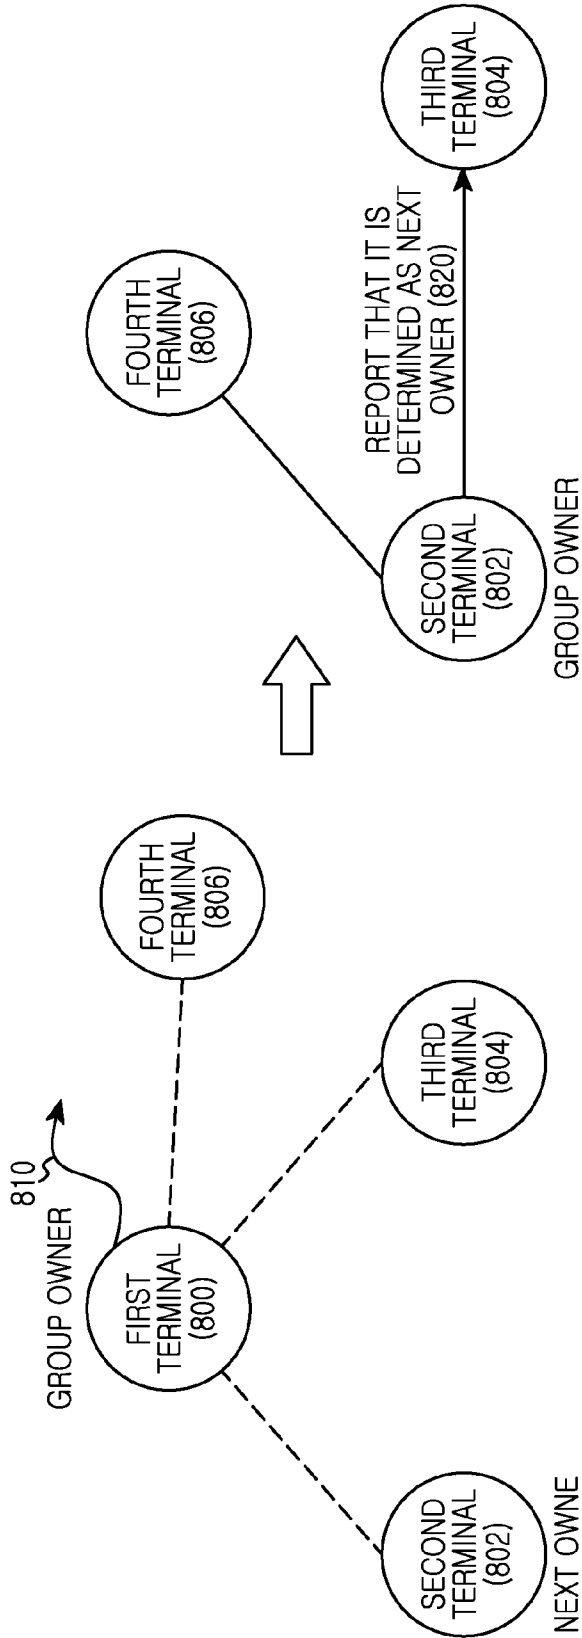 GROUP OWNER
810
FIRST
TERMINAL
(800)
FOURTH
TERMINAL
(806)
SECOND
TERMINAL
(802)
NEXT OWNE
THIRD
TERMINAL
(804)
FOURTH
TERMINAL
(806)
SECOND
TERMINAL
(802)
GROUP OWNER
REPORT THAT IT IS
DETERMINED AS NEXT
OWNER (820)
THIRD
TERMINAL
(804)